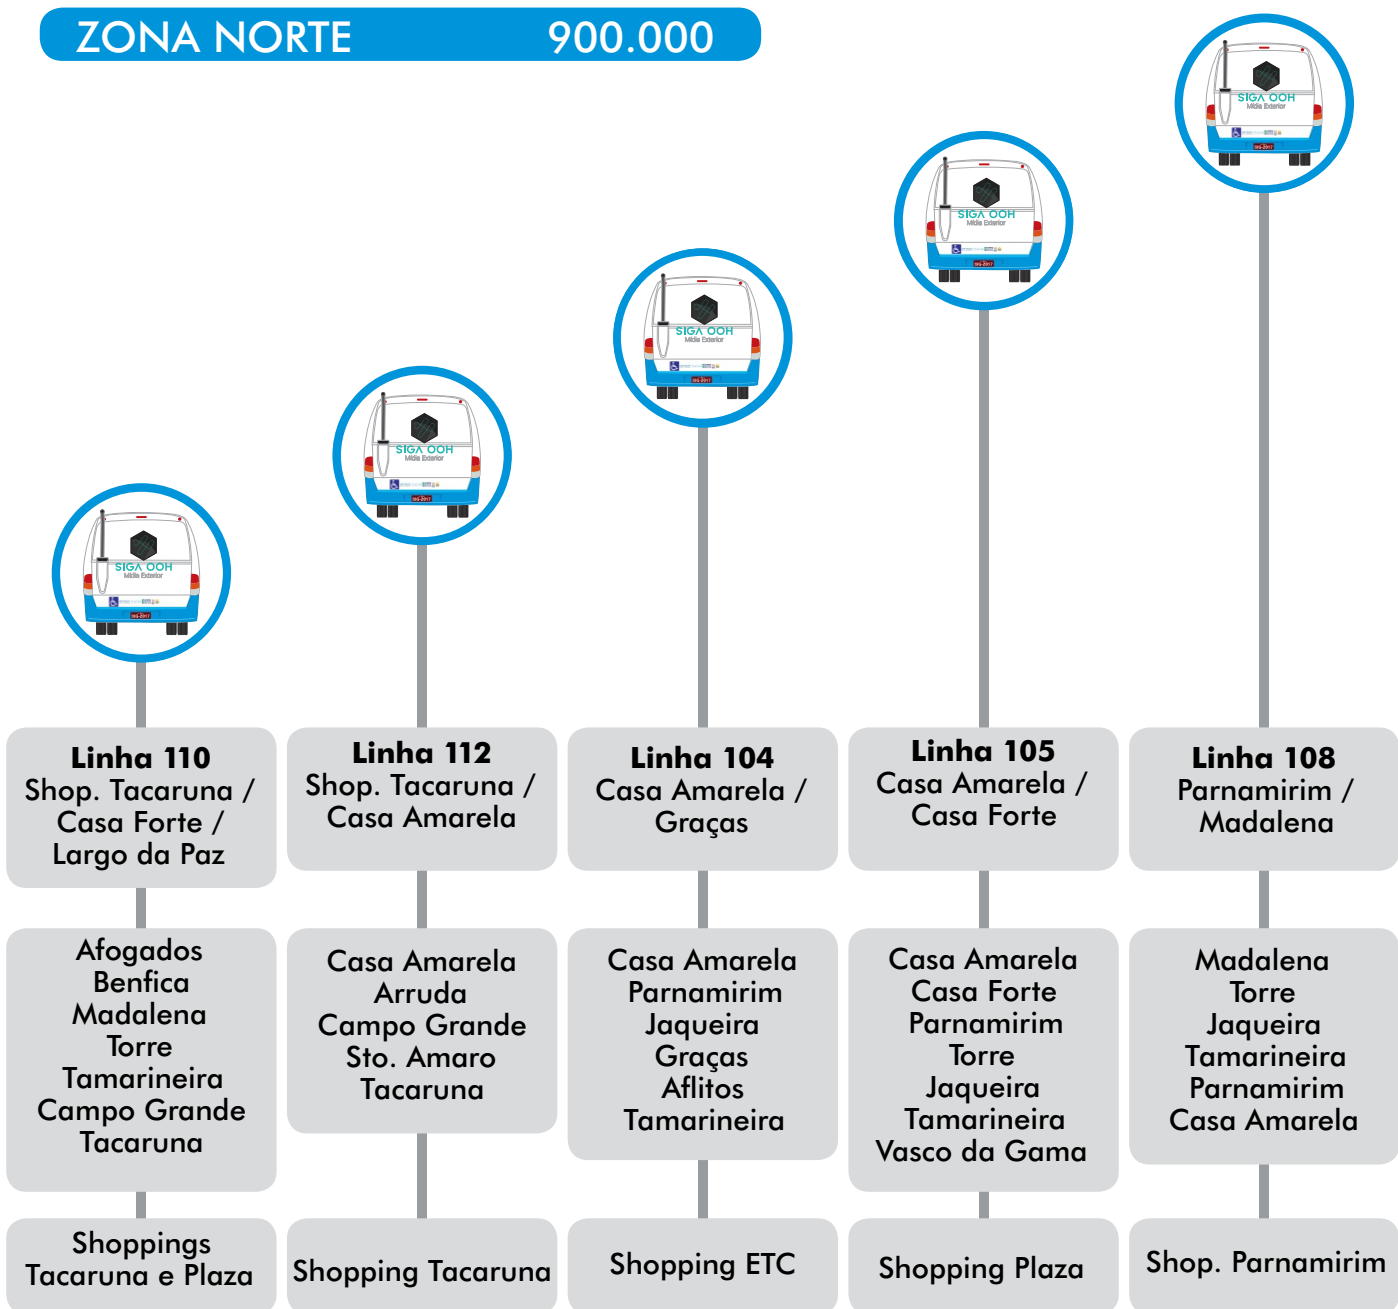 ZONA NORTE 900.000
SIGA OOH
Mídia Exterior
SIGA OOH
Mídia Exterior
SIGA OOH
Mídia Exterior
SIGA OOH
Mídia Exterior
SIGA OOH
Mídia Exterior
Linha 110
Shop. Tacaruna /
Casa Forte /
Largo da Paz
Afogados
Benfica
Madalena
Torre
Tamarineira
Campo Grande
Tacaruna
Shoppings
Tacaruna e Plaza
Linha 112
Shop. Tacaruna /
Casa Amarela
Casa Amarela
Arruda
Campo Grande
Sto. Amaro
Tacaruna
Shopping Tacaruna
Linha 104
Casa Amarela /
Graças
Casa Amarela
Parnamirim
Jaqueira
Graças
Aflitos
Tamarineira
Shopping ETC
Linha 105
Casa Amarela /
Casa Forte
Casa Amarela
Casa Forte
Parnamirim
Torre
Jaqueira
Tamarineira
Vasco da Gama
Shopping Plaza
Linha 108
Parnamirim /
Madalena
Madalena
Torre
Jaqueira
Tamarineira
Parnamirim
Casa Amarela
Shop. Parnamirim